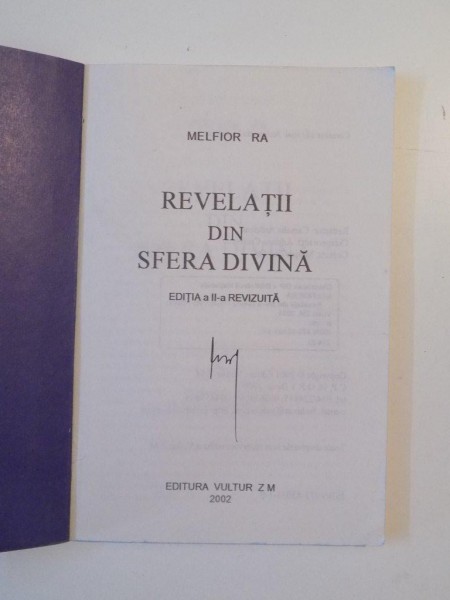 MELFIOR RA
REVELAȚII
DIN
SFERA DIVINĂ
EDIȚIA a II-a REVIZUITĂ
EDITURA VULTUR Z M
2002